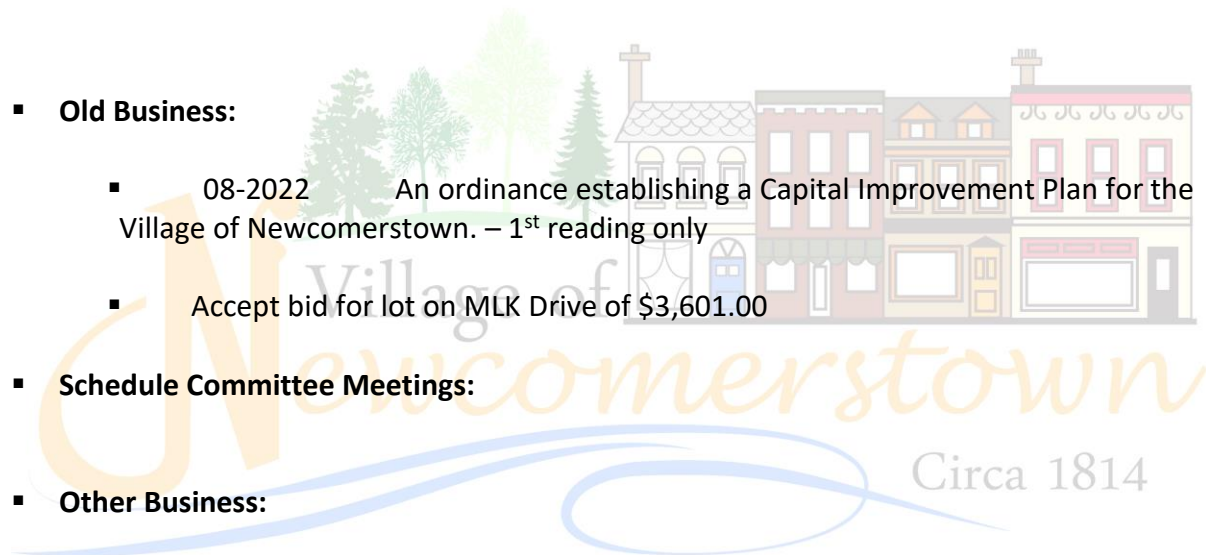 ▪ Old Business:
▪ 08-2022 An ordinance establishing a Capital Improvement Plan for the
Village of Newcomerstown. – 1st reading only
▪ Accept bid for lot on MLK Drive of $3,601.00
▪ Schedule Committee Meetings:
▪ Other Business:
Village of
Newcomerstown
Circa 1814